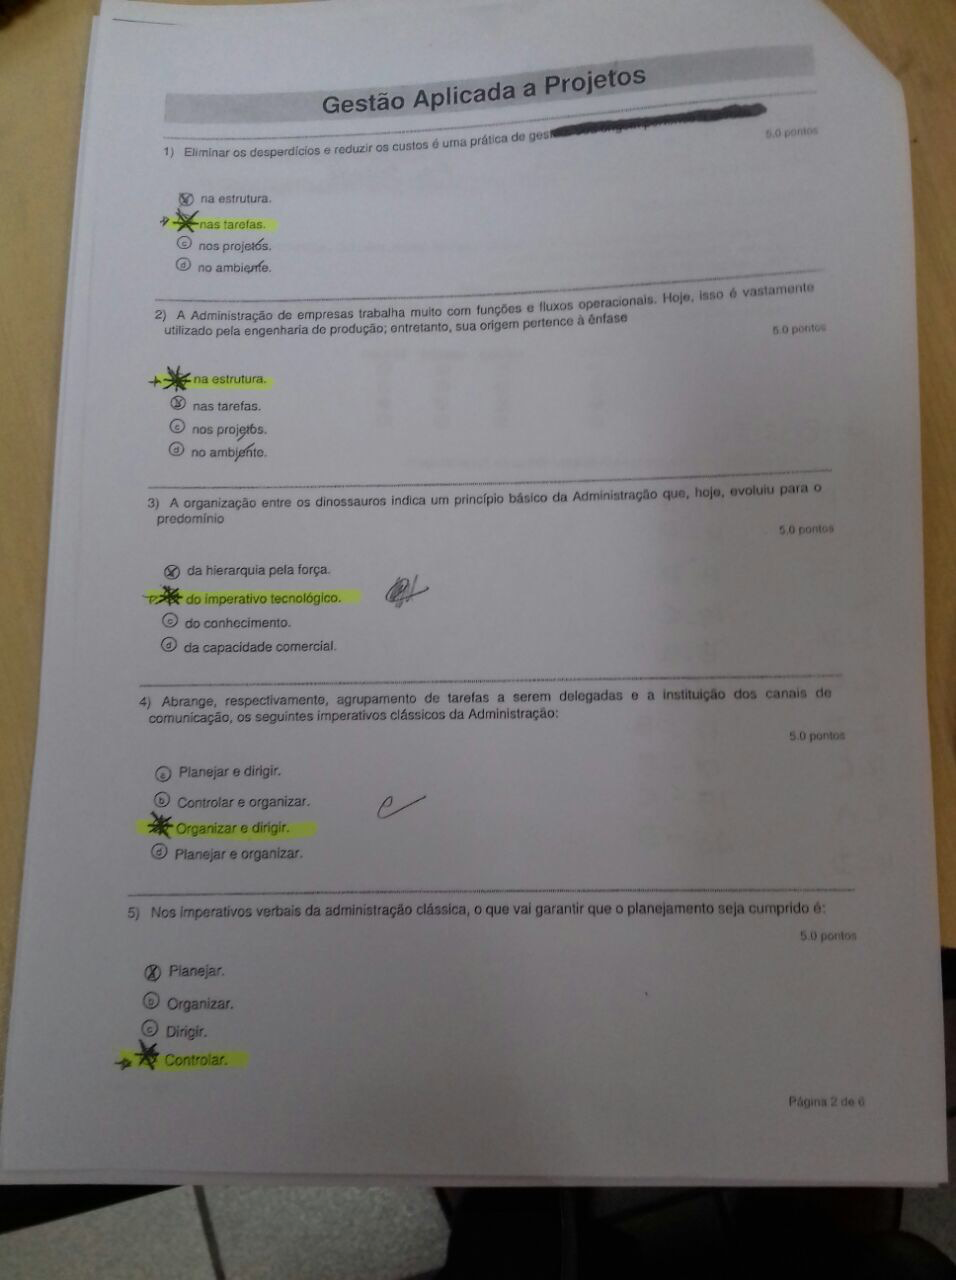 Gestão Aplicada a Projetos
1) Eliminar os desperdícios e reduzir os custos é uma prática de
5.0 pontos
na estrutura.
nas tarefas.
c nos projetos.
d no ambiente.
2) A Administração de empresas trabalha muito com funções e fluxos operacionais. Hoje, isso é vastamente
utilizado pela engenharia de produção; entretanto, sua origem pertence à ênfase
5.0 pontos
na estrutura.
b nas tarefas.
c nos projetos.
d no ambiente.
3) A organização entre os dinossauros indica um princípio básico da Administração que, hoje, evoluiu para o
predomínio
5.0 pontos
da hierarquia pela força.
do imperativo tecnológico.
c do conhecimento.
d da capacidade comercial.
4) Abrange, respectivamente, agrupamento de tarefas a serem delegadas e a instituição dos canais de
comunicação, os seguintes imperativos clássicos da Administração:
5.0 pontos
a Planejar e dirigir.
b Controlar e organizar.
Organizar e dirigir.
d Planejar e organizar.
5) Nos imperativos verbais da administração clássica, o que vai garantir que o planejamento seja cumprido é:
5.0 pontos
Planejar.
b Organizar.
c Dirigir.
Controlar.
Página 2 de 6